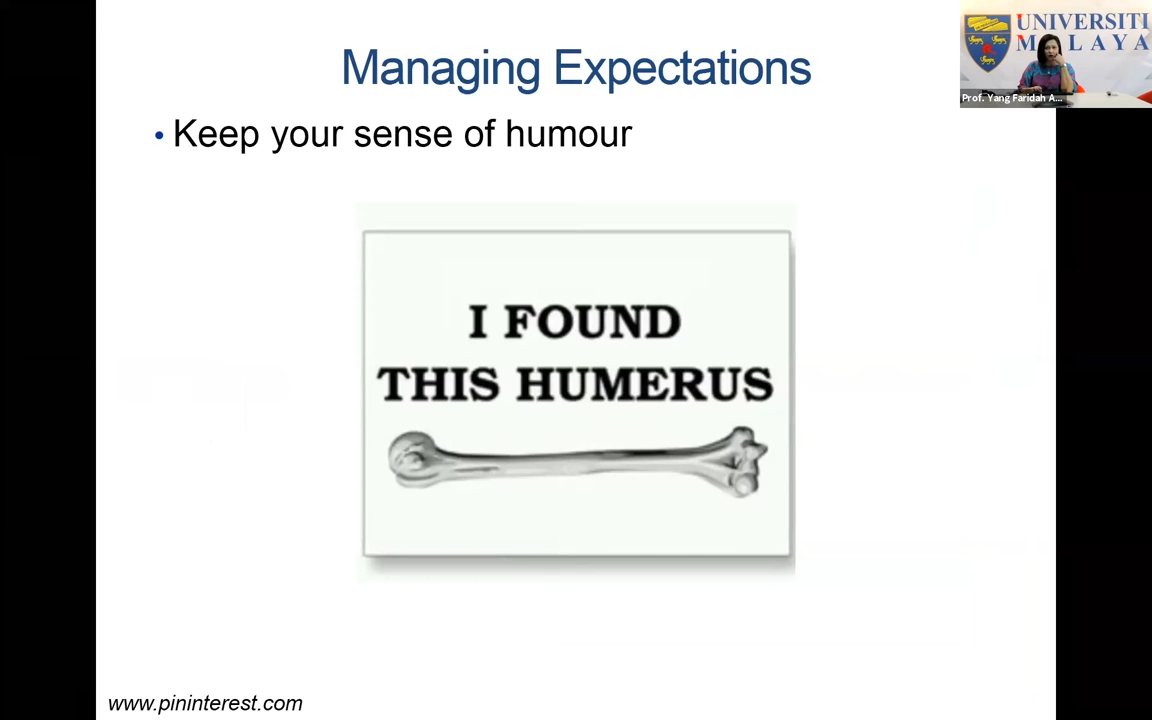 Managing Expectations
UNIVERSITI
MALAYA
Prof. Yang Faridah A...
• Keep your sense of humour
I FOUND
THIS HUMERUS
www.pininterest.com